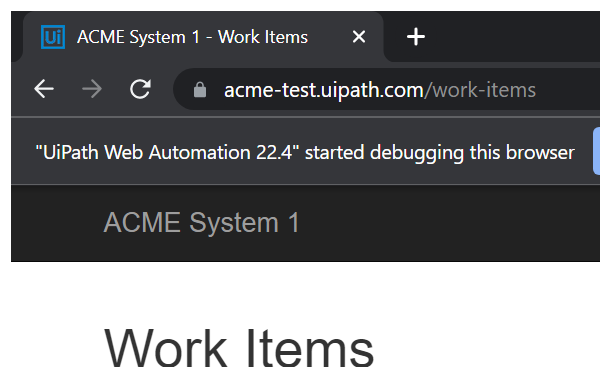 Ui ACME System 1 - Work Items
acme-test.uipath.com/work-items
"UiPath Web Automation 22.4" started debugging this browser
ACME System 1
Work Items